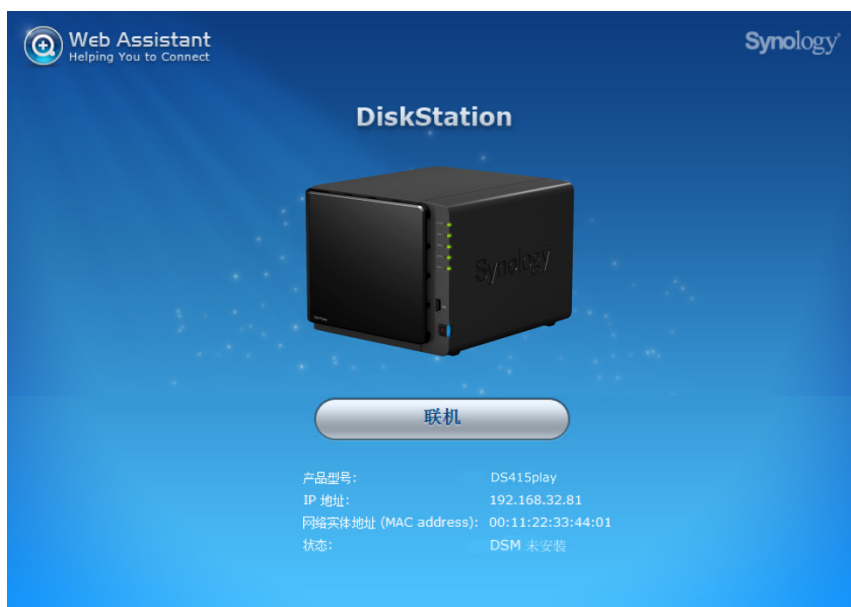 Web Assistant
Helping You to Connect
Synology
DiskStation
Synology
联机
产品型号: DS415play
IP 地址: 192.168.32.81
网络实体地址 (MAC address): 00:11:22:33:44:01
状态: DSM 未安装